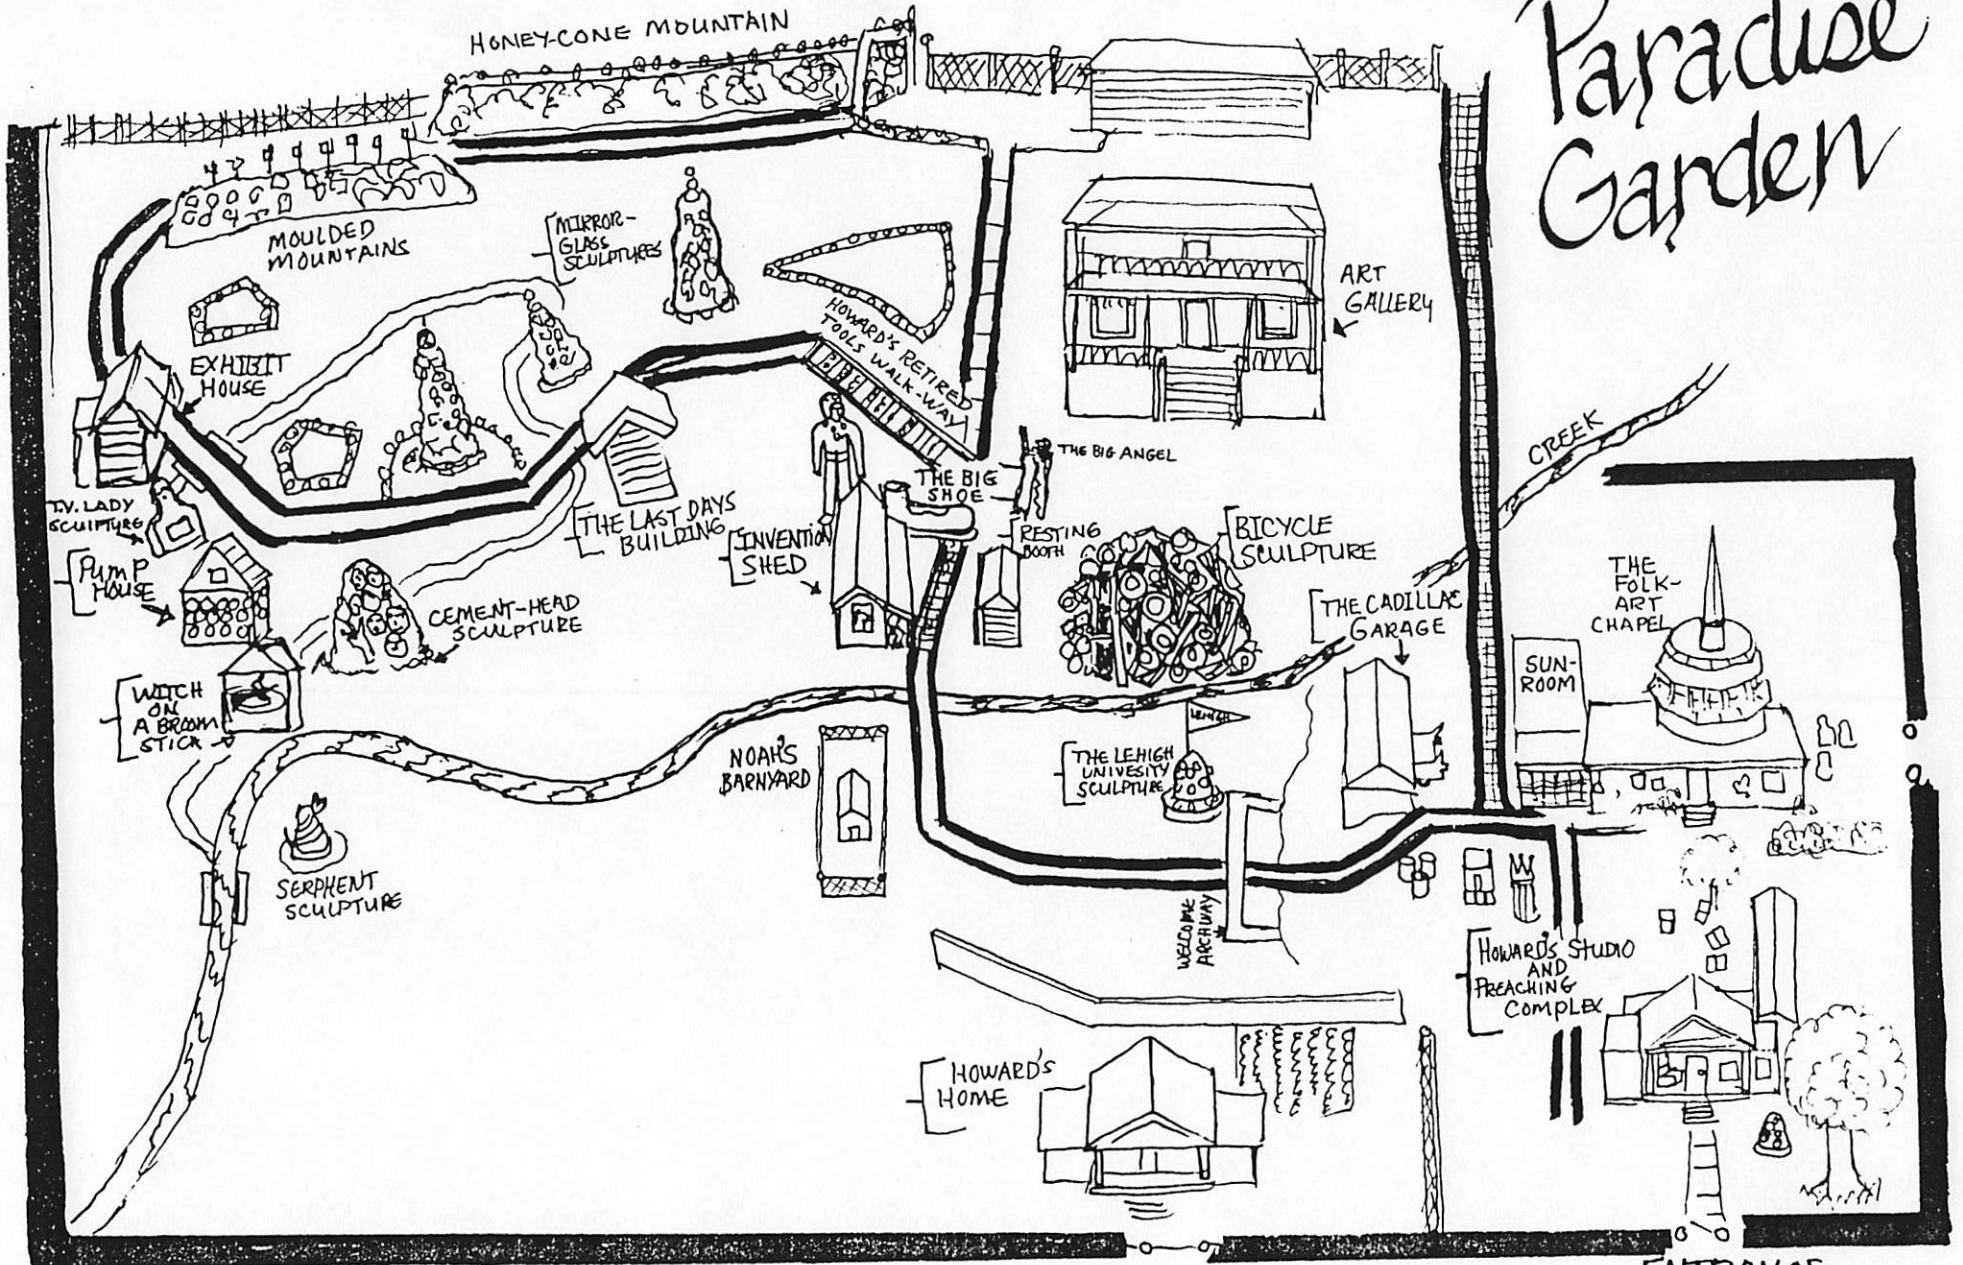 Paradise
Garden
HONEY-CONE MOUNTAIN
MOULDED
MOUNTAINS
MIRROR-
GLASS
SCULPTURES
EXHIBIT
HOUSE
HOWARD'S RETIRED
TOOLS WALK-WAY
ART
GALLERY
CREEK
T.V. LADY
SCULPTURE
THE LAST DAYS
BUILDING
THE BIG
SHOE
THE BIG ANGEL
PUMP
HOUSE
INVENTION
SHED
RESTING
BOOTH
BICYCLE
SCULPTURE
CEMENT-HEAD
SCULPTURE
THE CADILLAC
GARAGE
THE
FOLK-
ART
CHAPEL
SUN-
ROOM
WITCH
ON
A BROOM
STICK
NOAH'S
BARNYARD
LEHIGH
THE LEHIGH
UNIVESITY
SCULPTURE
SERPHENT
SCULPTURE
WELCOME
ARCHWAY
HOWARD'S STUDIO
AND
PREACHING
COMPLEX
HOWARD'S
HOME
ENTRANCE